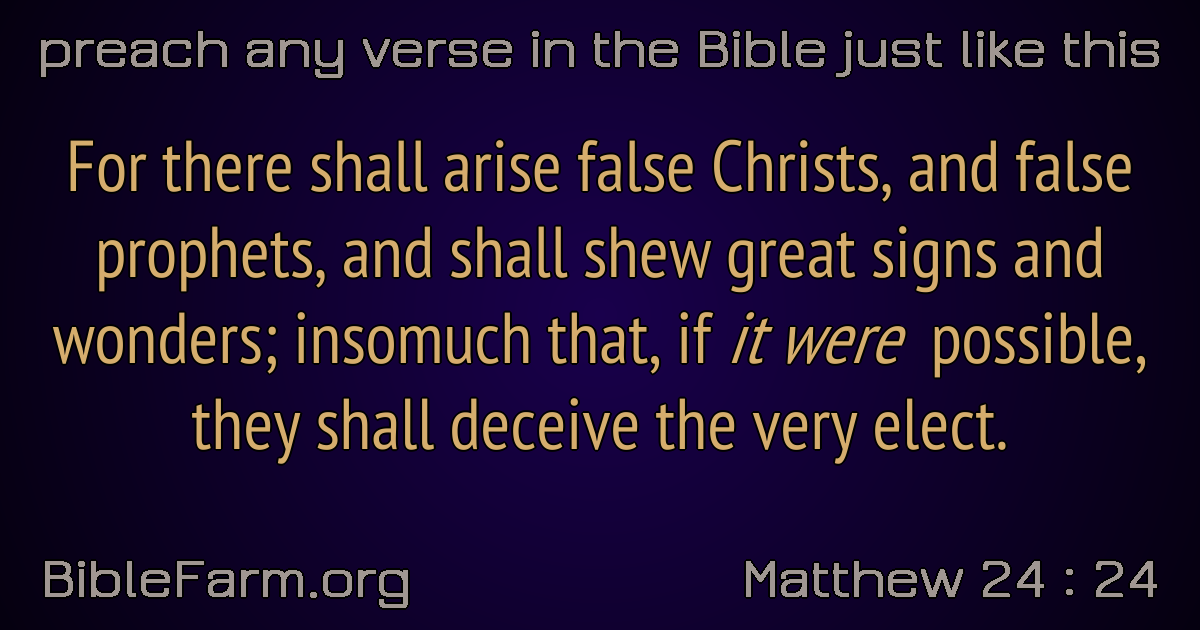 preach any verse in the Bible just like this
For there shall arise false Christs, and false
prophets, and shall shew great signs and
wonders; insomuch that, if it were possible,
they shall deceive the very elect.
BibleFarm.org
Matthew 24 : 24